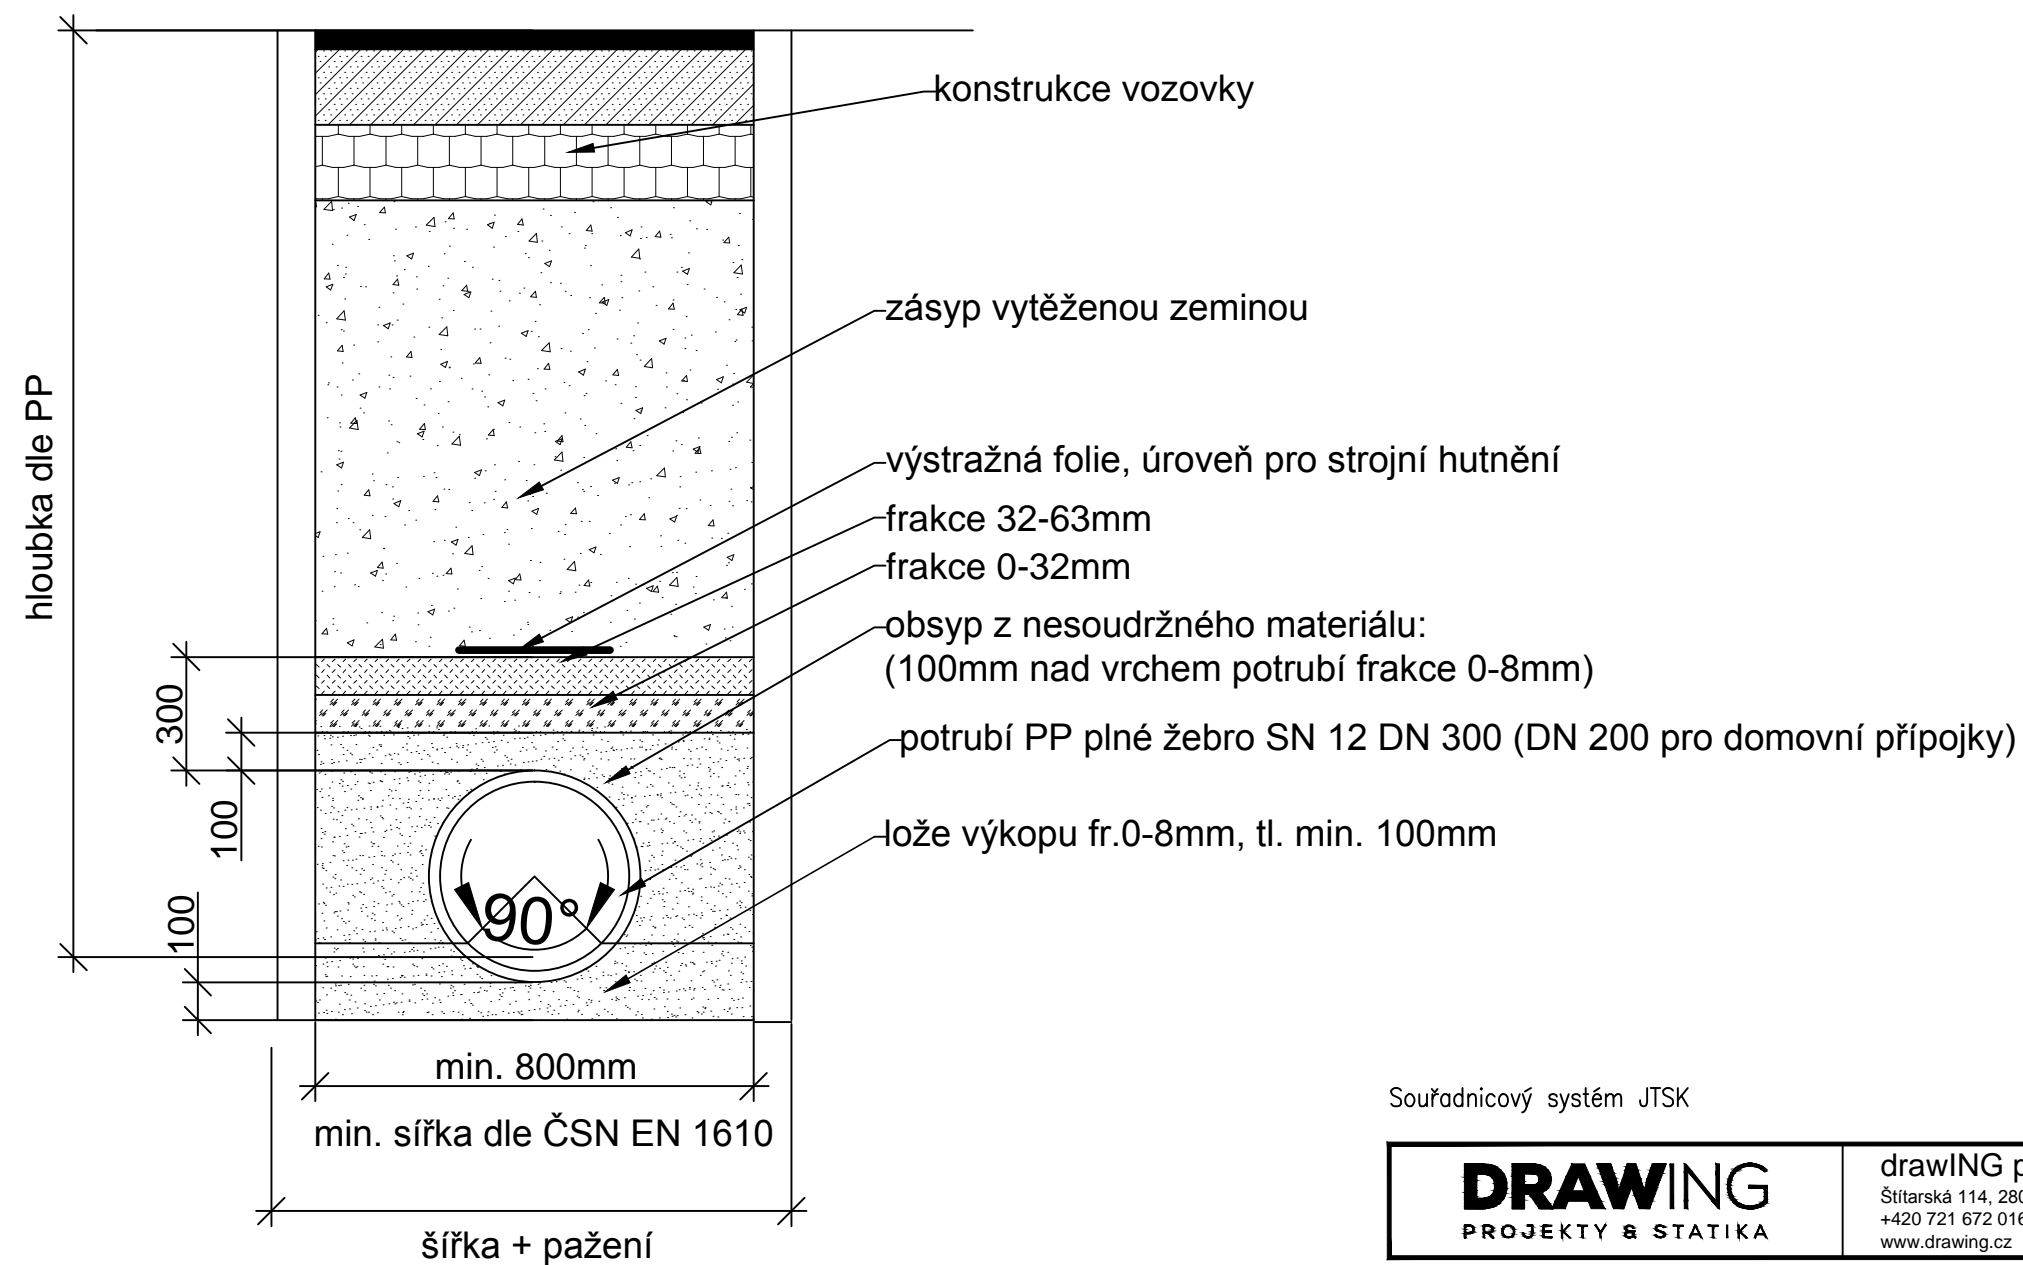 konstrukce vozovky
zásyp vytěženou zeminou
výstražná folie, úroveň pro strojní hutnění
frakce 32-63mm
frakce 0-32mm
obsyp z nesoudržného materiálu:
(100mm nad vrchem potrubí frakce 0-8mm)
potrubí PP plné žebro SN 12 DN 300 (DN 200 pro domovní přípojky)
lože výkopu fr.0-8mm, tl. min. 100mm
hloubka dle PP
300
100
100
90°
min. 800mm
min. sířka dle ČSN EN 1610
šířka + pažení
Souřadnicový systém JTSK
DRAWING
PROJEKTY & STATIKA
drawING p
Štítarská 114, 280
+420 721 672 016
www.drawing.cz